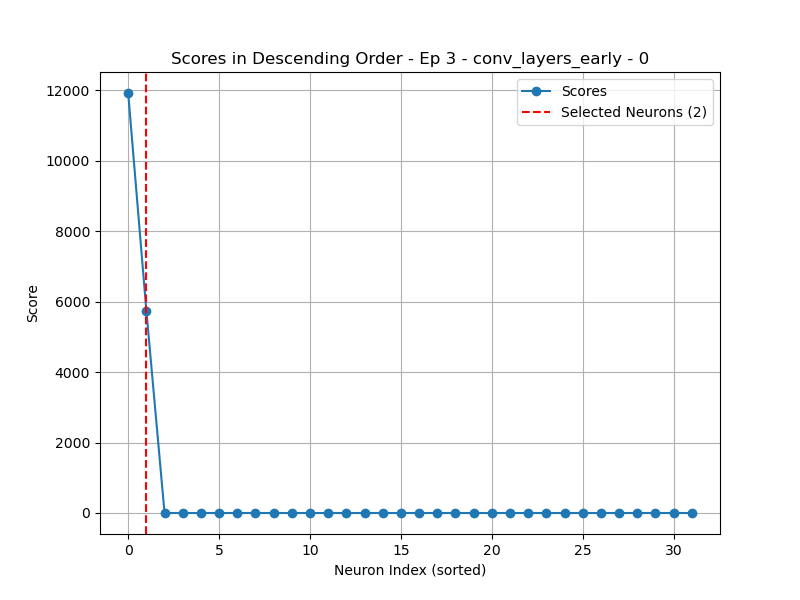 Scores in Descending Order - Ep 3 - conv_layers_early - 0
Scores
Selected Neurons (2)
12000
10000
8000
6000
4000
2000
0
Score
0 5 10 15 20 25 30
Neuron Index (sorted)